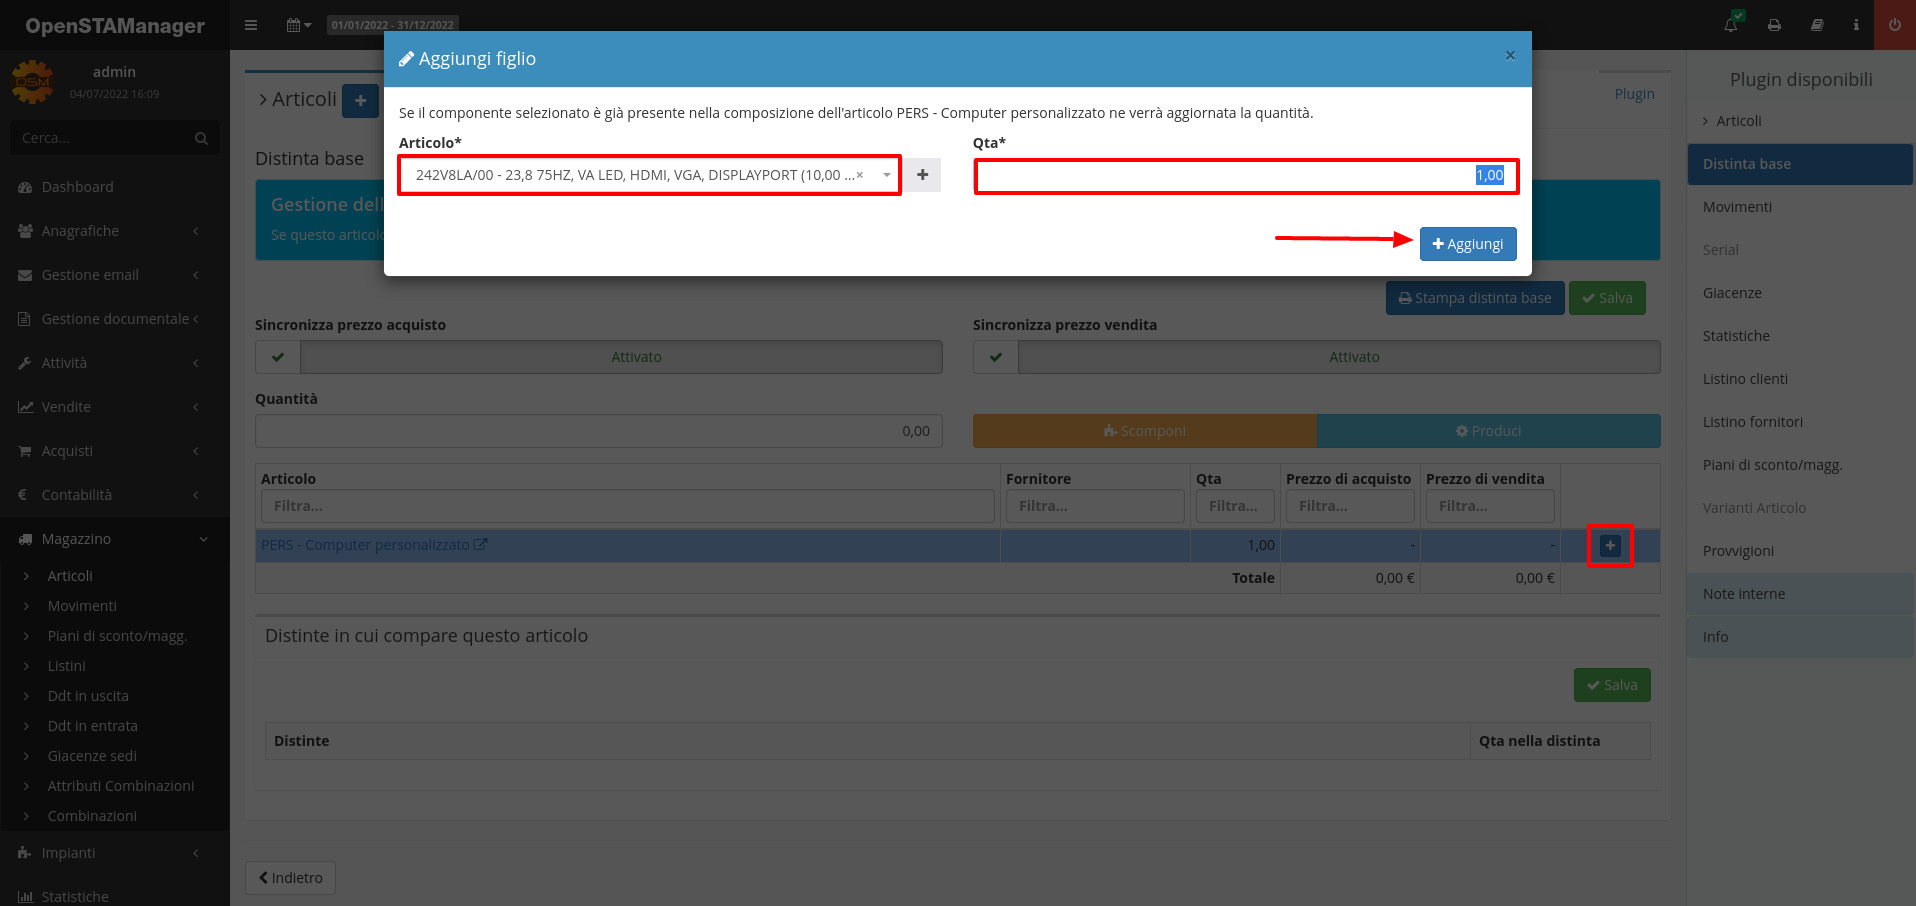 OpenSTAManager
01/01/2022 - 31/12/2022
admin
04/07/2022 16:09
Cerca...
Dashboard
Anagrafiche
Gestione email
Gestione documentale
Attività
Vendite
Acquisti
Contabilità
Magazzino
Articoli
Movimenti
Piani di sconto/magg.
Listini
Ddt in uscita
Ddt in entrata
Giacenze sedi
Attributi Combinazioni
Combinazioni
Impianti
Statistiche
Aggiungi figlio
×
Se il componente selezionato è già presente nella composizione dell'articolo PERS - Computer personalizzato ne verrà aggiornata la quantità.
Articolo*
Qta*
242V8LA/00 - 23,8 75HZ, VA LED, HDMI, VGA, DISPLAYPORT (10,00 ...×
1,00
Aggiungi
Articoli
Plugin
Distinta base
Gestione dell
Se questo articolo
Stampa distinta base
Salva
Sincronizza prezzo acquisto
Sincronizza prezzo vendita
Attivato
Attivato
Quantità
0,00
Scomponi
Produci
Articolo Fornitore Qta Prezzo di acquisto Prezzo di vendita
Filtra... Filtra... Filtra... Filtra... Filtra...
PERS - Computer personalizzato 1,00 - -
Totale 0,00 € 0,00 €
Distinte in cui compare questo articolo
Salva
Distinte Qta nella distinta
Indietro
Plugin disponibili
Articoli
Distinta base
Movimenti
Serial
Giacenze
Statistiche
Listino clienti
Listino fornitori
Piani di sconto/magg.
Varianti Articolo
Provvigioni
Note interne
Info